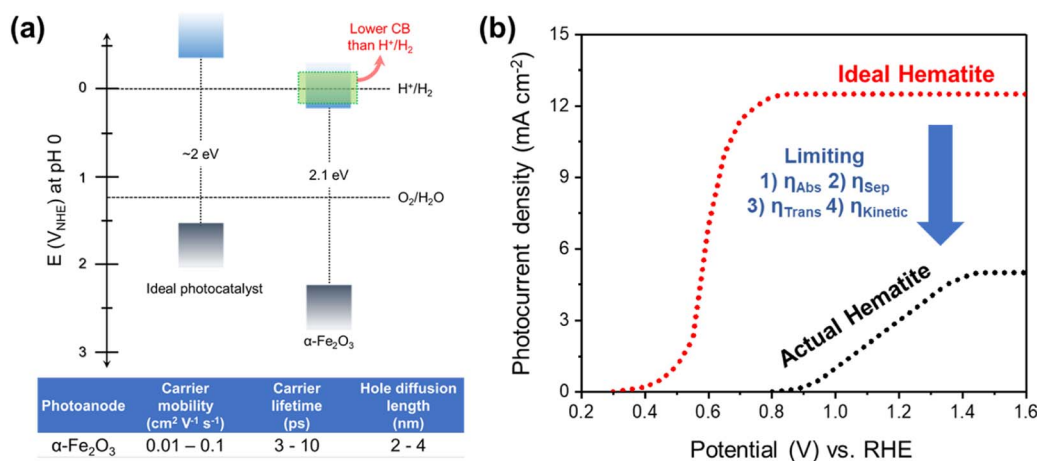 (a)
Lower CB
than H⁺/H₂
0
H⁺/H₂
~2 eV
2.1 eV
1
O₂/H₂O
E (V_NHE) at pH 0
2
Ideal photocatalyst
α-Fe₂O₃
3
Photoanode
Carrier
mobility
(cm² V⁻¹ s⁻¹)
Carrier
lifetime
(ps)
Hole diffusion
length
(nm)
α-Fe₂O₃
0.01 – 0.1
3 - 10
2 - 4
(b)
15
Ideal Hematite
12
Limiting
1) η_Abs 2) η_Sep
3) η_Trans 4) η_Kinetic
9
6
Actual Hematite
3
0
Photocurrent density (mA cm⁻²)
0.2 0.4 0.6 0.8 1.0 1.2 1.4 1.6
Potential (V) vs. RHE